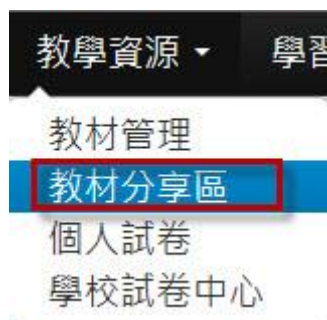 教學資源 學習
教材管理
教材分享區
個人試卷
學校試卷中心